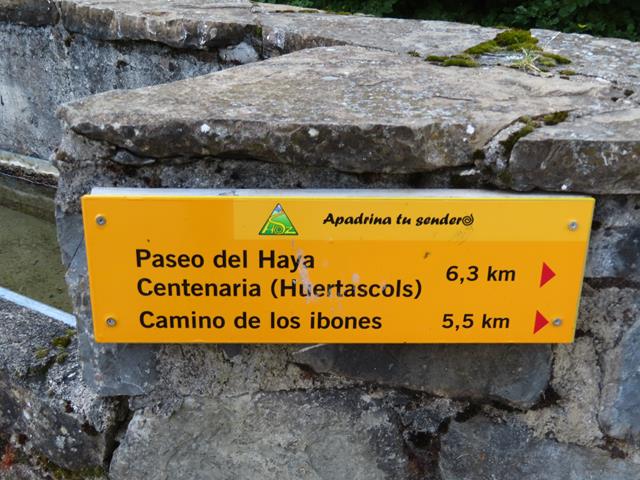 Apadrina tu sendero
Paseo del Haya
Centenaria (Huertascols) 6,3 km
Camino de los ibones 5,5 km